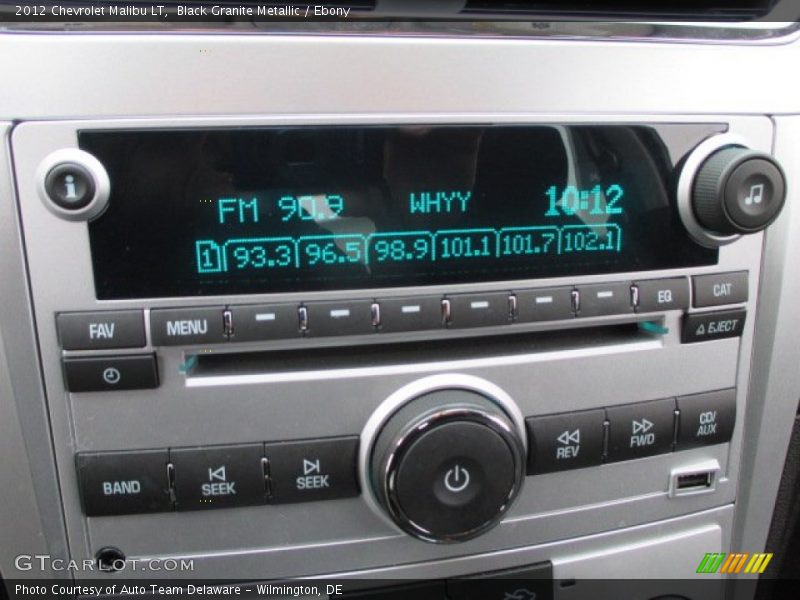 2012 Chevrolet Malibu LT, Black Granite Metallic / Ebony
i
FM 90.9 WHYY 10:12
1 93.3 96.5 98.9 101.1 101.7 102.1
FAV MENU EQ CAT
EJECT
BAND SEEK SEEK REV FWD CD/
AUX
GTCARLOT.COM
Photo Courtesy of Auto Team Delaware - Wilmington, DE